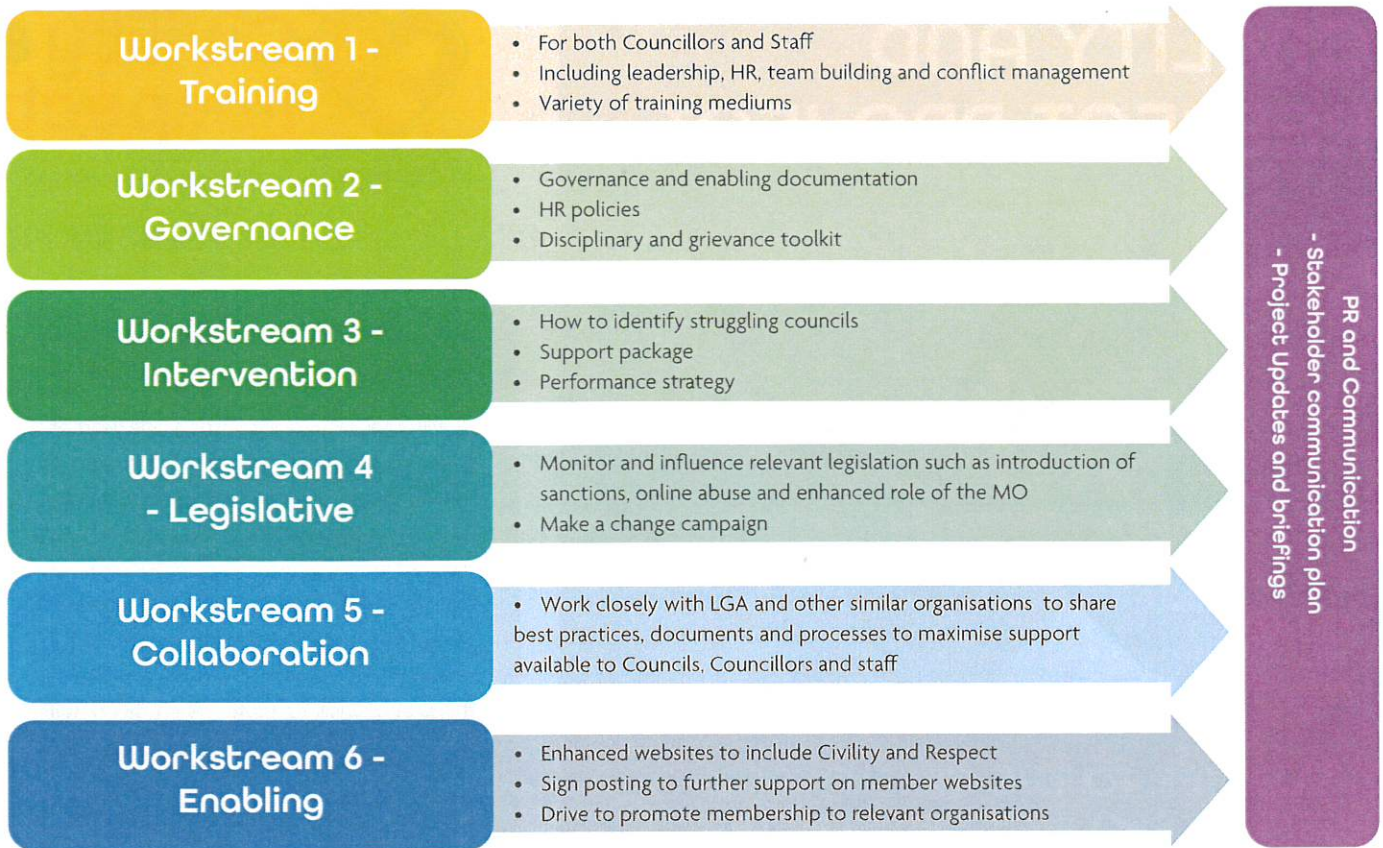 Workstream 1 -
Training
• For both Councillors and Staff
• Including leadership, HR, team building and conflict management
• Variety of training mediums
Workstream 2 -
Governance
• Governance and enabling documentation
• HR policies
• Disciplinary and grievance toolkit
Workstream 3 -
Intervention
• How to identify struggling councils
• Support package
• Performance strategy
Workstream 4
- Legislative
• Monitor and influence relevant legislation such as introduction of
sanctions, online abuse and enhanced role of the MO
• Make a change campaign
Workstream 5 -
Collaboration
• Work closely with LGA and other similar organisations to share
best practices, documents and processes to maximise support
available to Councils, Councillors and staff
Workstream 6 -
Enabling
• Enhanced websites to include Civility and Respect
• Sign posting to further support on member websites
• Drive to promote membership to relevant organisations
PR and Communication
- Stakeholder communication plan
- Project Updates and briefings